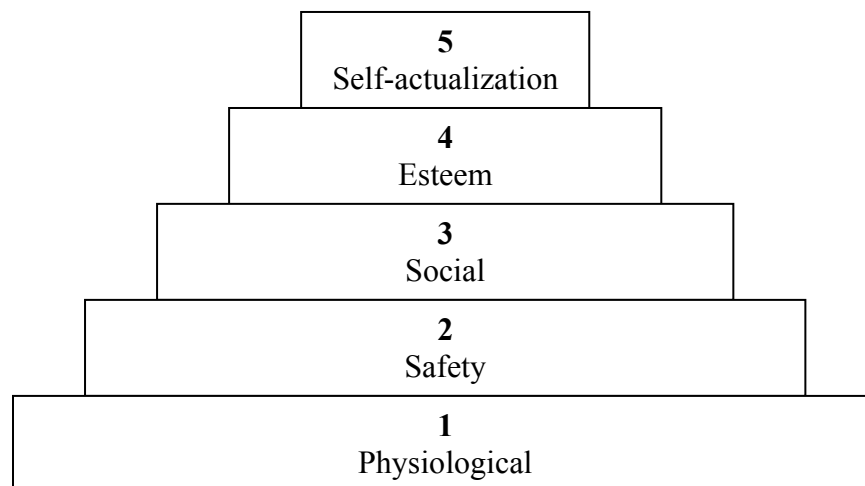 5
Self-actualization
4
Esteem
3
Social
2
Safety
1
Physiological